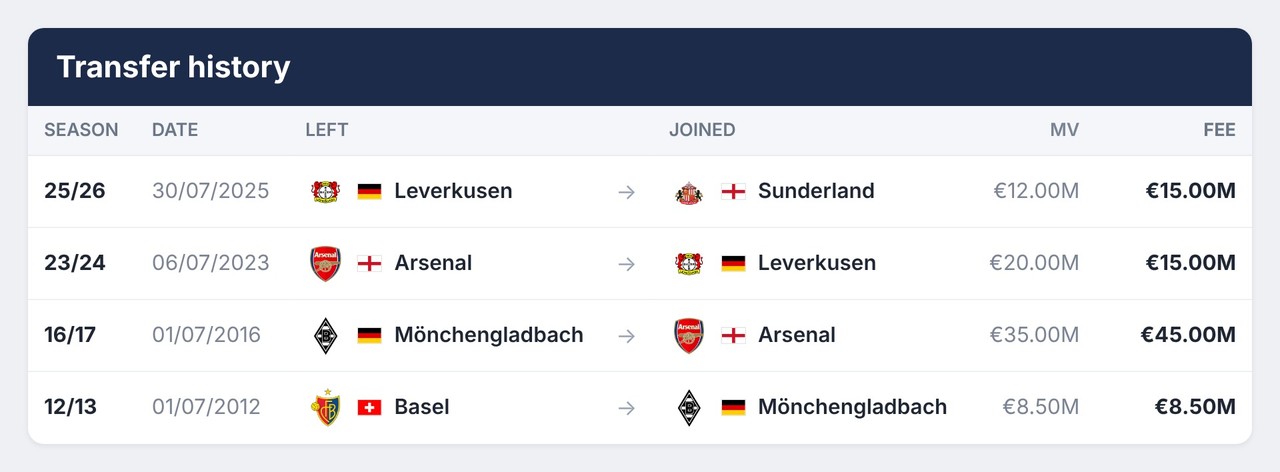 Transfer history
SEASON DATE LEFT JOINED MV FEE
25/26 30/07/2025 Leverkusen → Sunderland €12.00M €15.00M
23/24 06/07/2023 Arsenal Arsenal → Leverkusen €20.00M €15.00M
16/17 01/07/2016 Mönchengladbach → Arsenal Arsenal €35.00M €45.00M
12/13 01/07/2012 Basel → Mönchengladbach €8.50M €8.50M